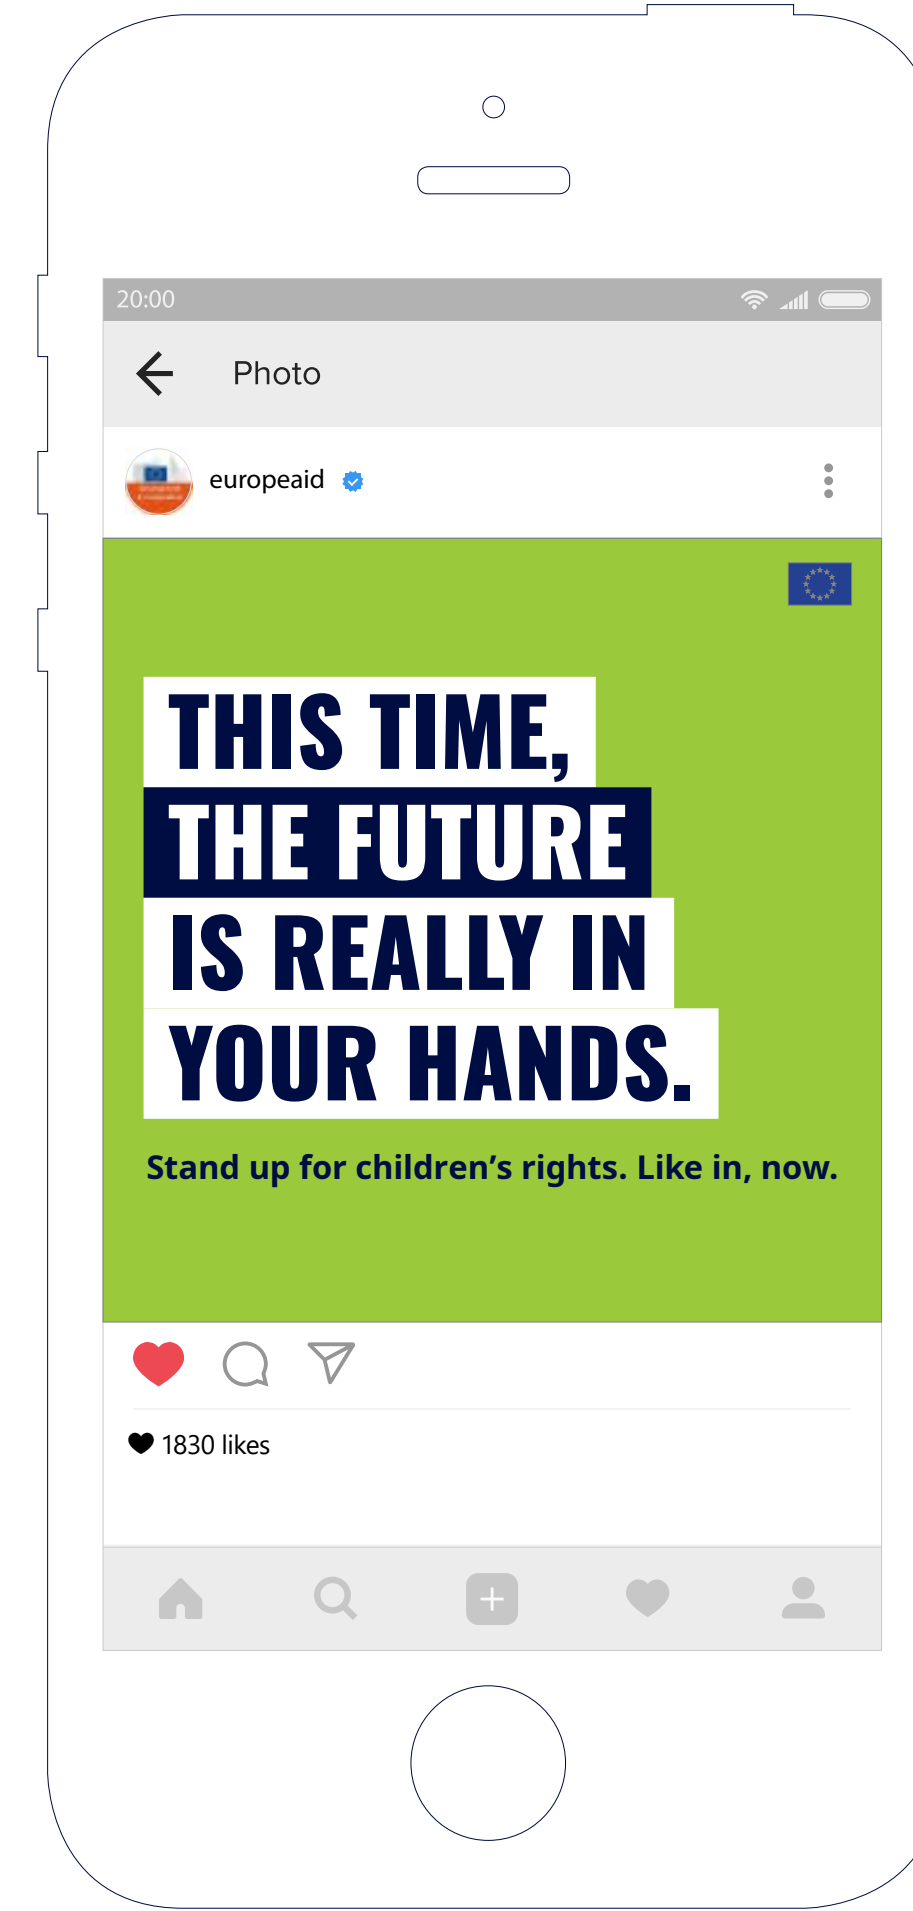 20:00
Photo
europeaid
THIS TIME,
THE FUTURE
IS REALLY IN
YOUR HANDS.
Stand up for children’s rights. Like in, now.
1830 likes